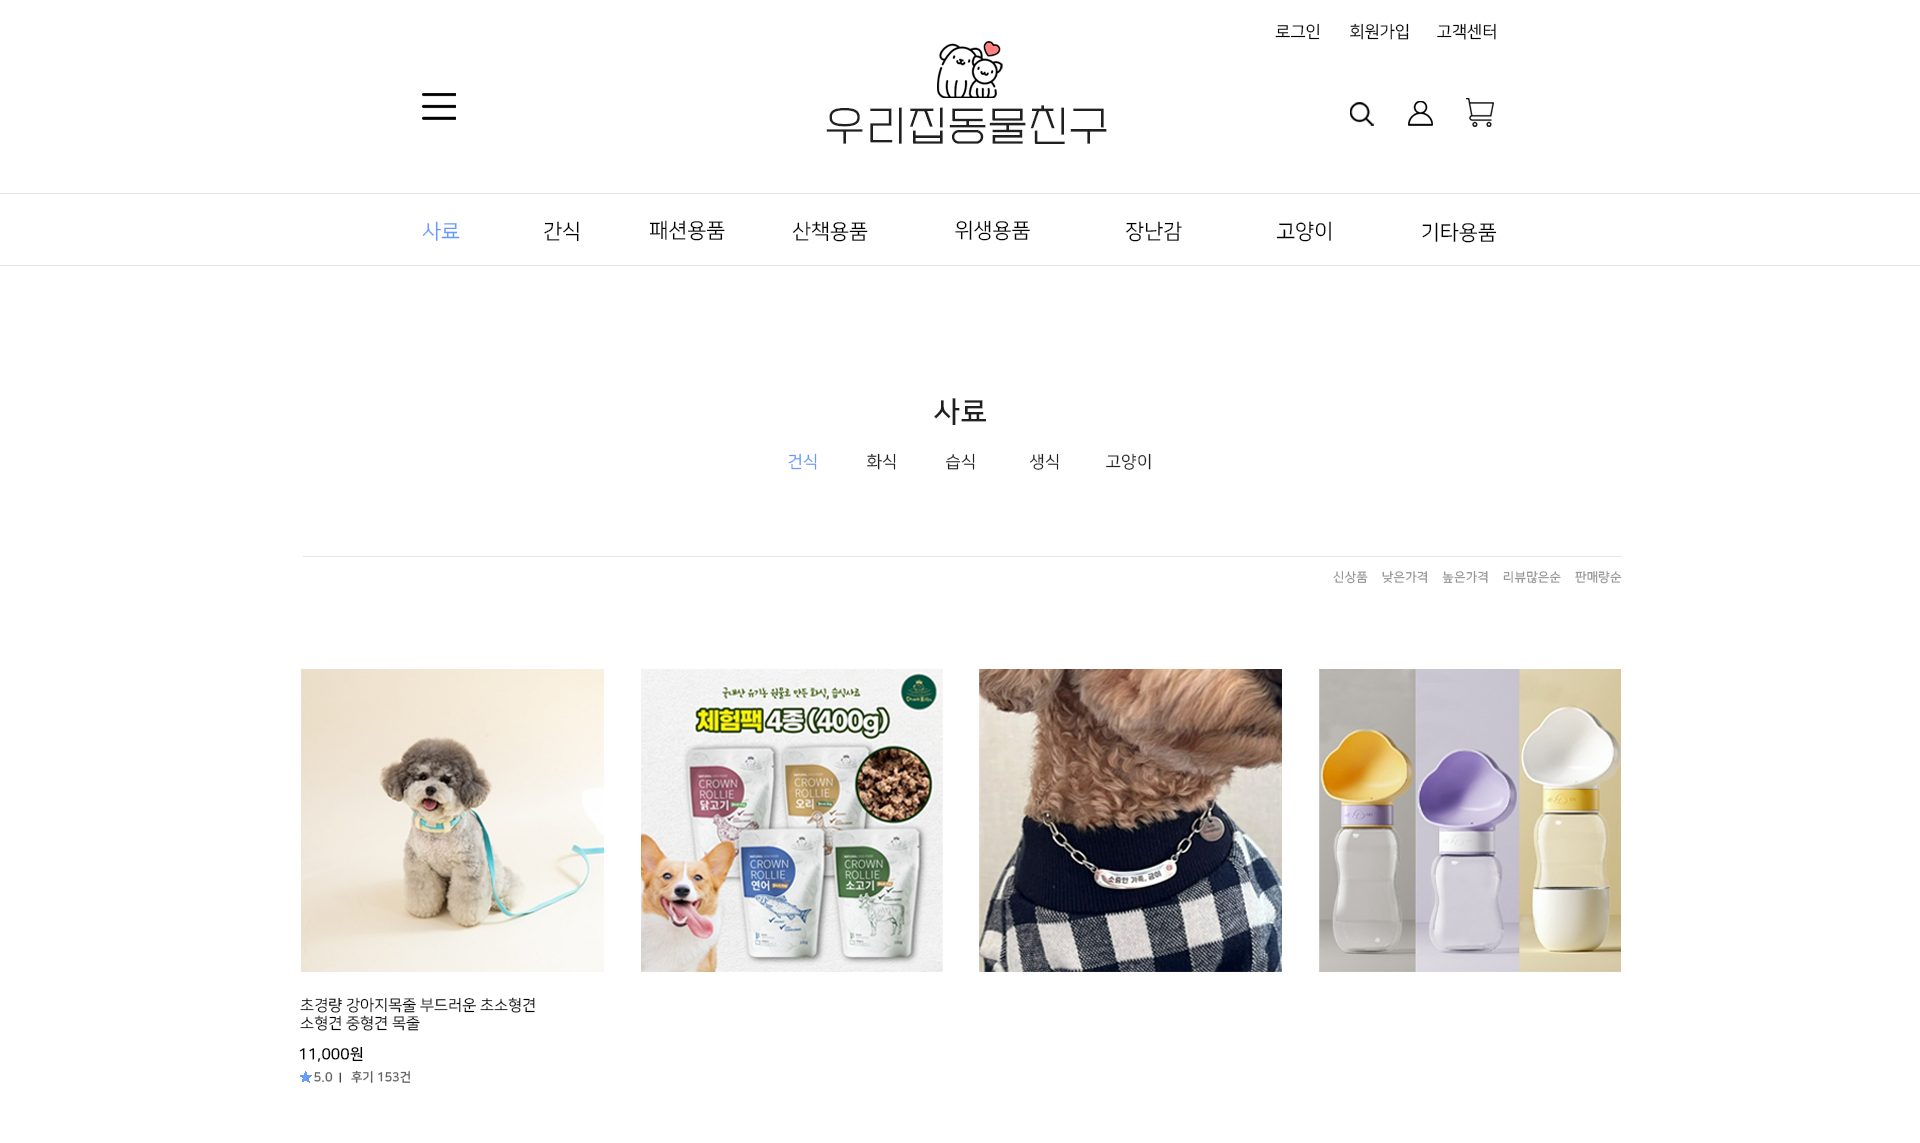 로그인 회원가입 고객센터
우리집동물친구
사료 간식 패션용품 산책용품 위생용품 장난감 고양이 기타용품
사료
건식 화식 습식 생식 고양이
신상품 낮은가격 높은가격 리뷰많은순 판매량순
국내산 유기농 원물로 만든 화식, 습식사료
체험팩 4종 (400g)
CROWN
ROLLIE
닭고기
CROWN
ROLLIE
오리
CROWN
ROLLIE
연어
CROWN
ROLLIE
소고기
소중한 가족, 금이
초경량 강아지목줄 부드러운 초소형견
소형견 중형견 목줄
11,000원
5.0 | 후기 153건